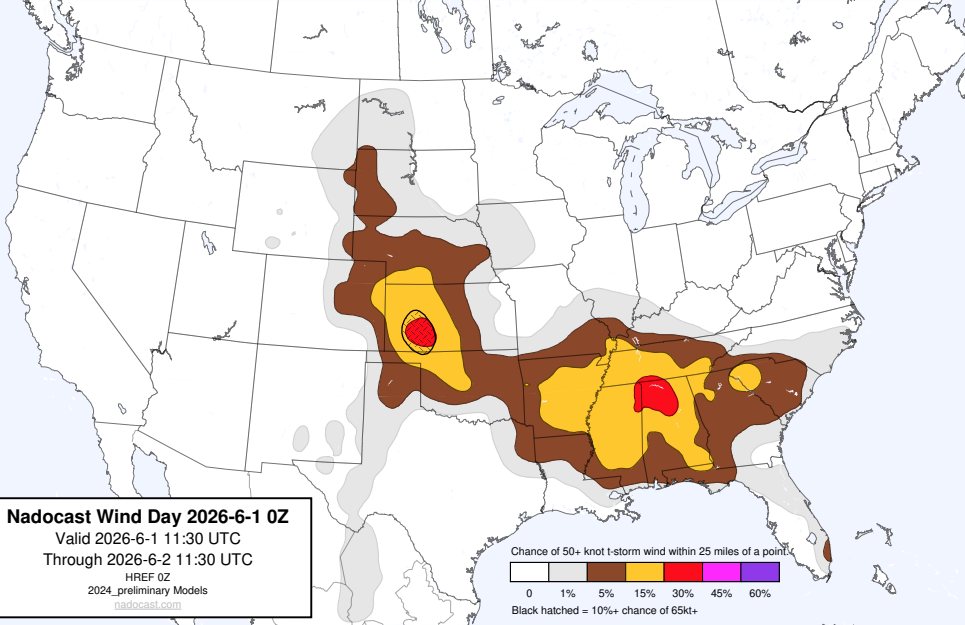 Nadocast Wind Day 2026-6-1 0Z
Valid 2026-6-1 11:30 UTC
Through 2026-6-2 11:30 UTC
HREF 0Z
2024_preliminary Models
nadocast.com
Chance of 50+ knot t-storm wind within 25 miles of a point.
0 1% 5% 15% 30% 45% 60%
Black hatched = 10%+ chance of 65kt+